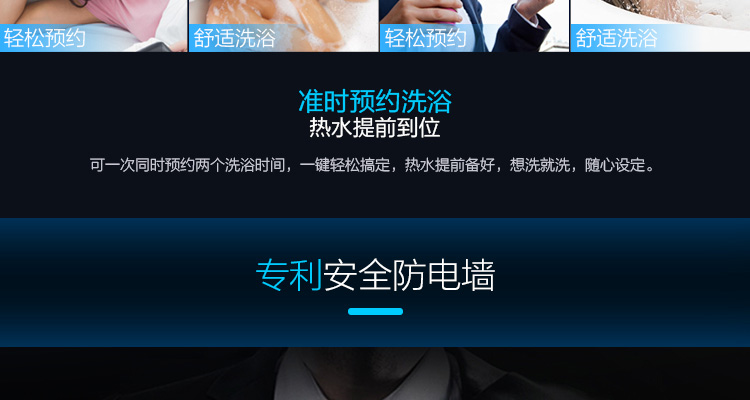 轻松预约
舒适洗浴
轻松预约
舒适洗浴
准时预约洗浴
热水提前到位
可一次同时预约两个洗浴时间，一键轻松搞定，热水提前备好，想洗就洗，随心设定。
专利安全防电墙